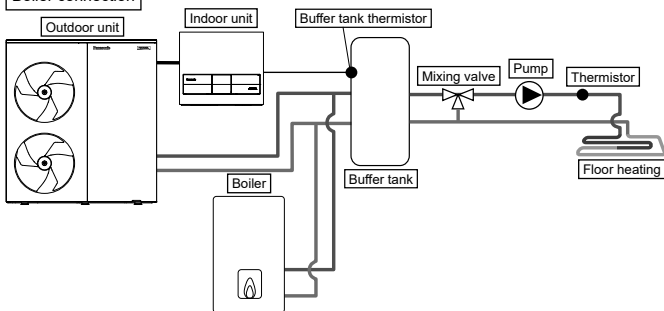 Boiler connection
Outdoor unit
Indoor unit
Buffer tank thermistor
Mixing valve
Pump
Thermistor
Floor heating
Buffer tank
Boiler
Panasonic